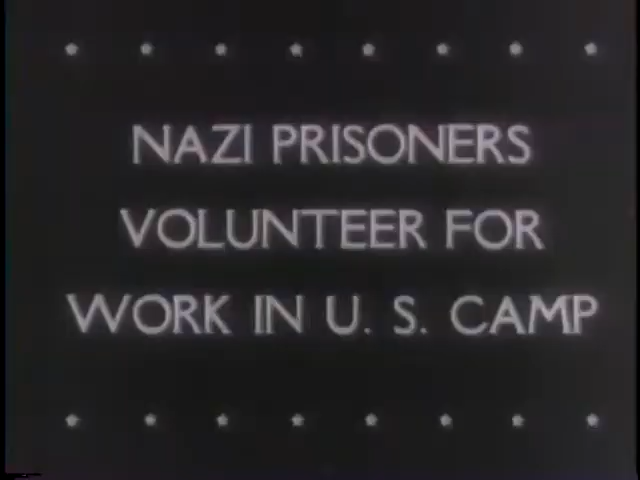 NAZI PRISONERS
VOLUNTEER FOR
WORK IN U. S. CAMP